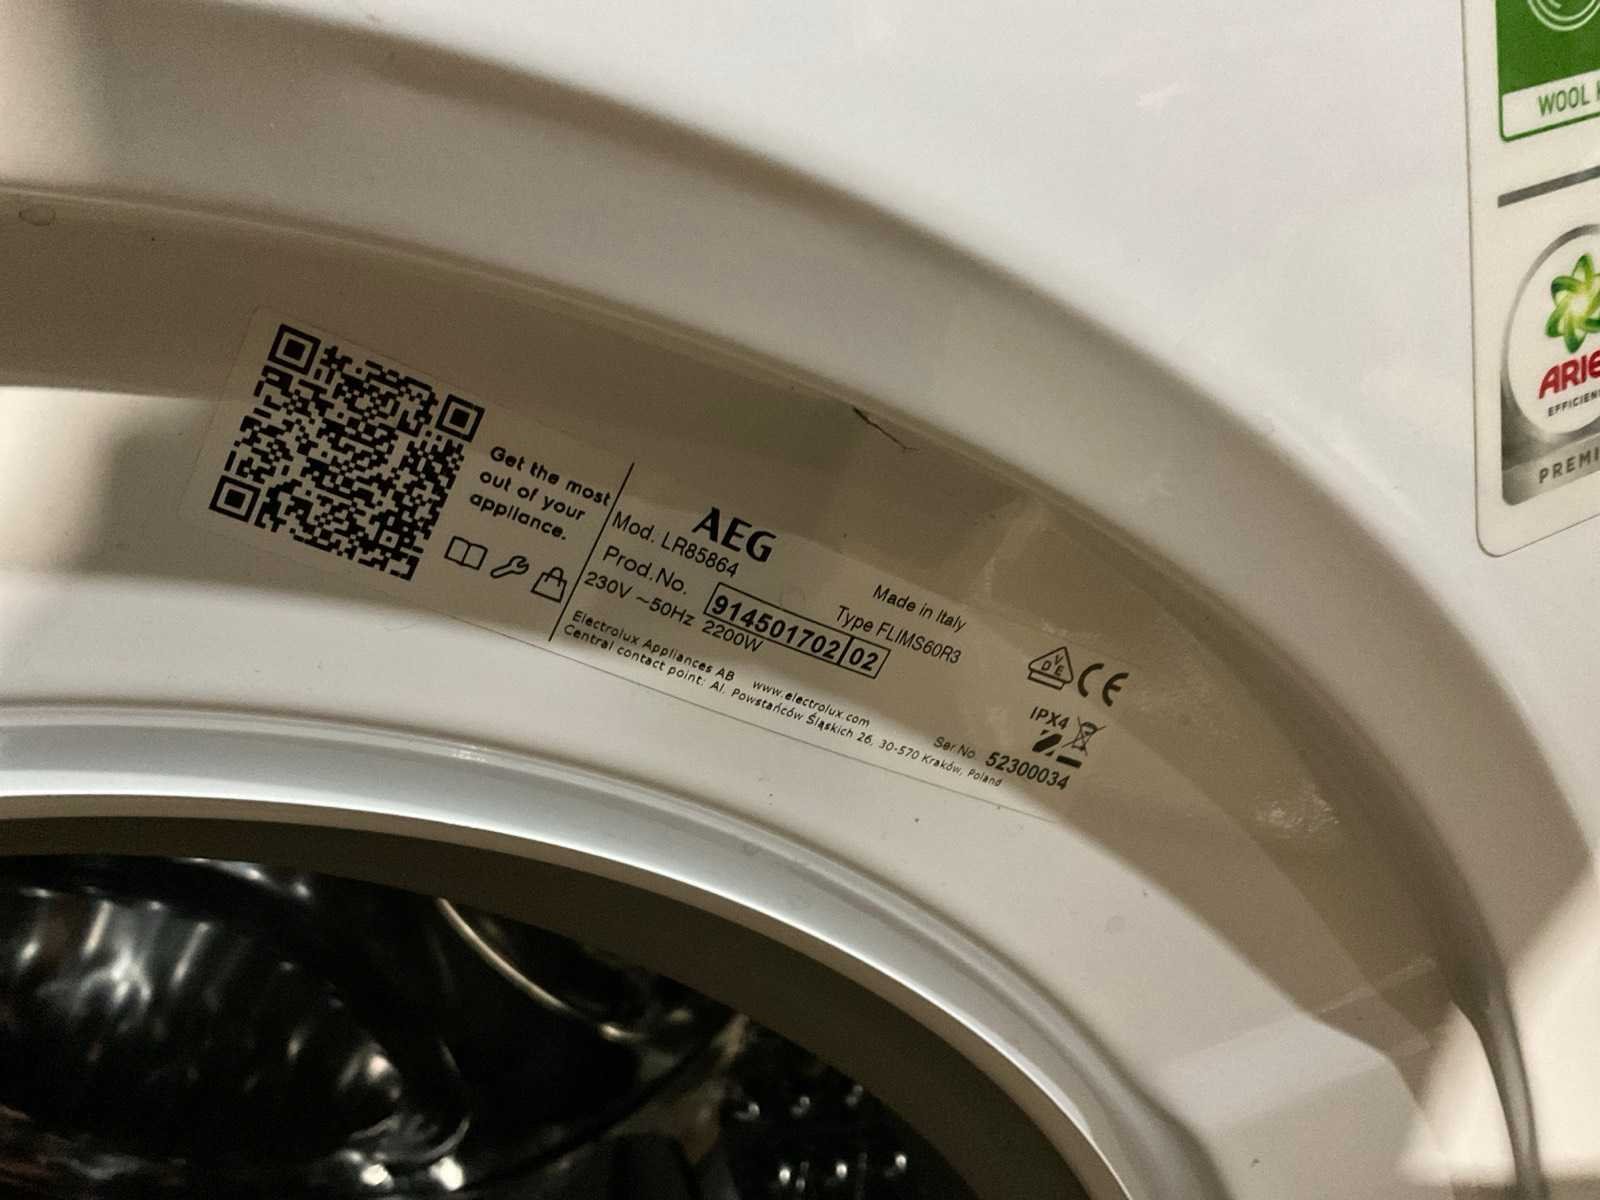 Get the most
out of your
appliance.
AEG
Mod. LR85864
Made in Italy
Prod.No. 914501702 02
Type FLIMS60R3
230V ~50Hz 2200W
Electrolux Appliances AB www.electrolux.com
Central contact point: Al. Powstańców Śląskich 26, 30-570 Kraków, Poland
VDE
CE
IPX4
Ser.No. 52300034
WOOL